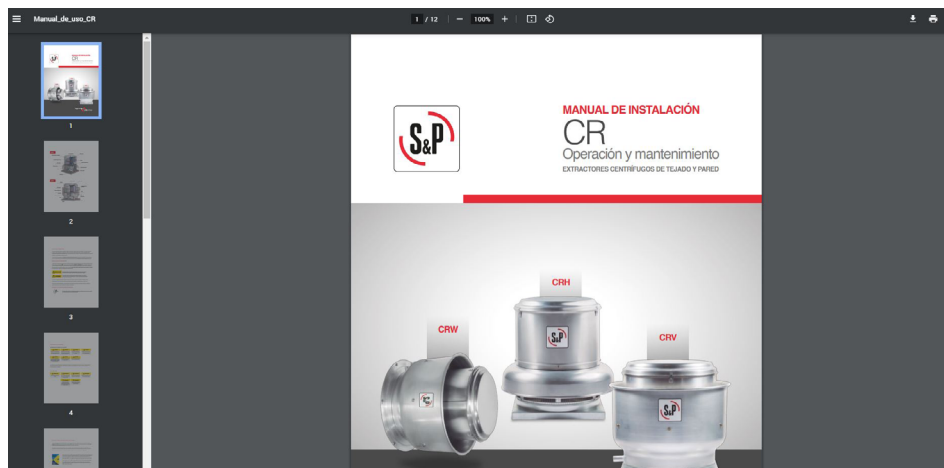 Manual_de_uso_CR
1 / 12
100%
1
2
3
4
S&P
MANUAL DE INSTALACIÓN
CR
Operación y mantenimiento
EXTRACTORES CENTRÍFUGOS DE TEJADO Y PARED
CRH
CRW
CRV
S&P
S&P
S&P